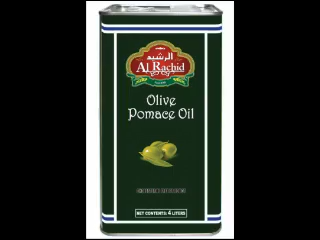 الرشيد
Al Rachid
Olive
Pomace Oil
NET CONTENTS: 4 LITERS